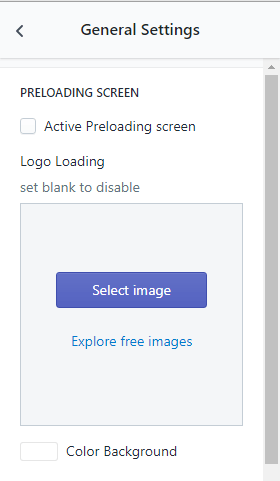 General Settings
PRELOADING SCREEN
Active Preloading screen
Logo Loading
set blank to disable
Select image
Explore free images
Color Background